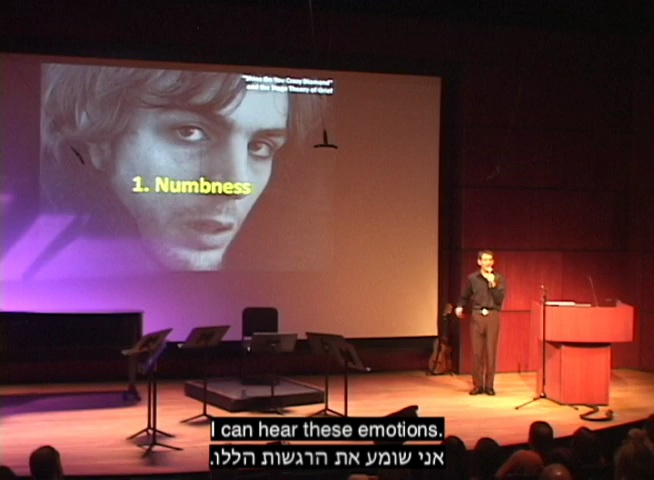 "Shine On You Crazy Diamond"
and the Stage Theory of Grief
1. Numbness
I can hear these emotions.
אני שומע את הרגשות הללו.